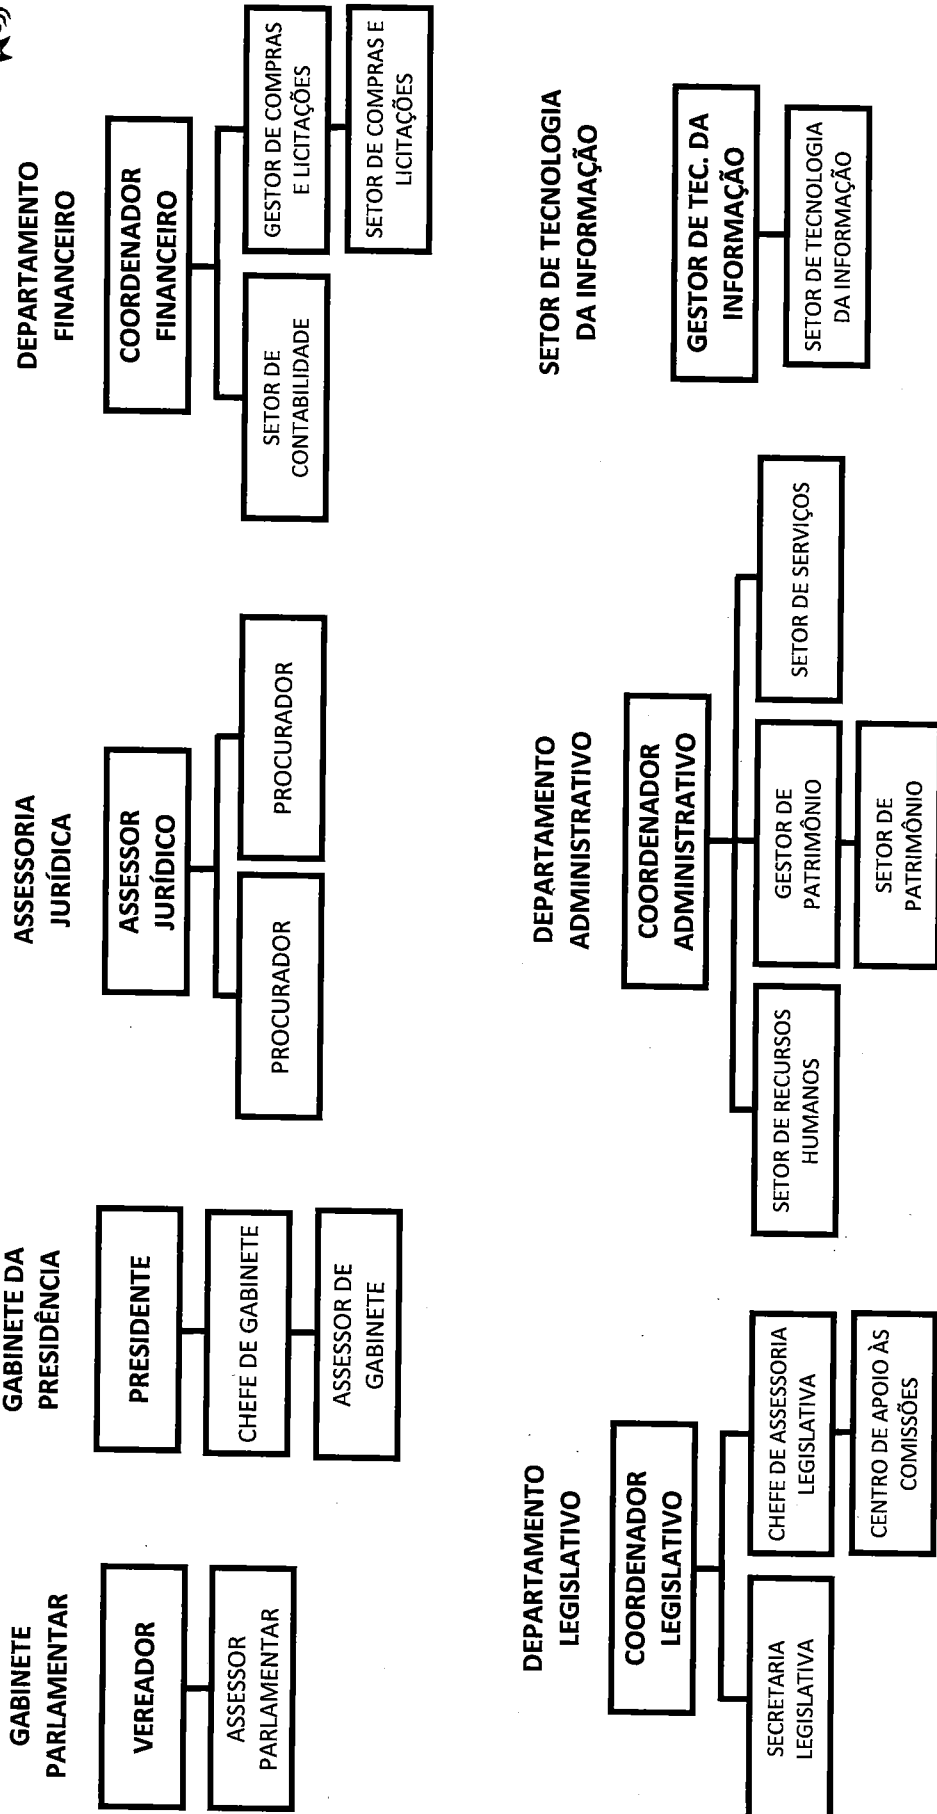 GABINETE
PARLAMENTAR
VEREADOR
ASSESSOR
PARLAMENTAR
GABINETE DA
PRESIDÊNCIA
PRESIDENTE
CHEFE DE GABINETE
ASSESSOR DE
GABINETE
ASSESSORIA
JURÍDICA
ASSESSOR
JURÍDICO
PROCURADOR
PROCURADOR
DEPARTAMENTO
FINANCEIRO
COORDENADOR
FINANCEIRO
SETOR DE
CONTABILIDADE
GESTOR DE COMPRAS
E LICITAÇÕES
SETOR DE COMPRAS E
LICITAÇÕES
DEPARTAMENTO
LEGISLATIVO
COORDENADOR
LEGISLATIVO
SECRETARIA
LEGISLATIVA
CHEFE DE ASSESSORIA
LEGISLATIVA
CENTRO DE APOIO ÀS
COMISSÕES
DEPARTAMENTO
ADMINISTRATIVO
COORDENADOR
ADMINISTRATIVO
SETOR DE RECURSOS
HUMANOS
GESTOR DE
PATRIMÔNIO
SETOR DE
PATRIMÔNIO
SETOR DE SERVIÇOS
SETOR DE TECNOLOGIA
DA INFORMAÇÃO
GESTOR DE TEC. DA
INFORMAÇÃO
SETOR DE TECNOLOGIA
DA INFORMAÇÃO